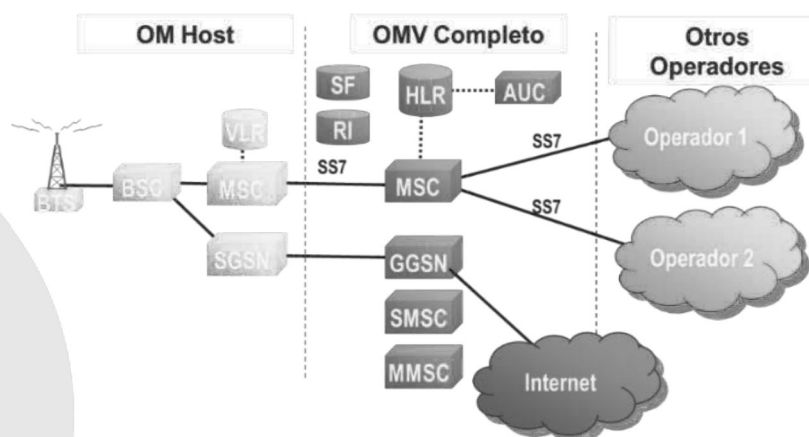 OM Host
OMV Completo
Otros
Operadores
SF
HLR
AUC
RI
VLR
BTS
BSC
MSC
SS7
MSC
SS7
SS7
Operador 1
Operador 2
SGSN
GGSN
SMSC
MMSC
Internet